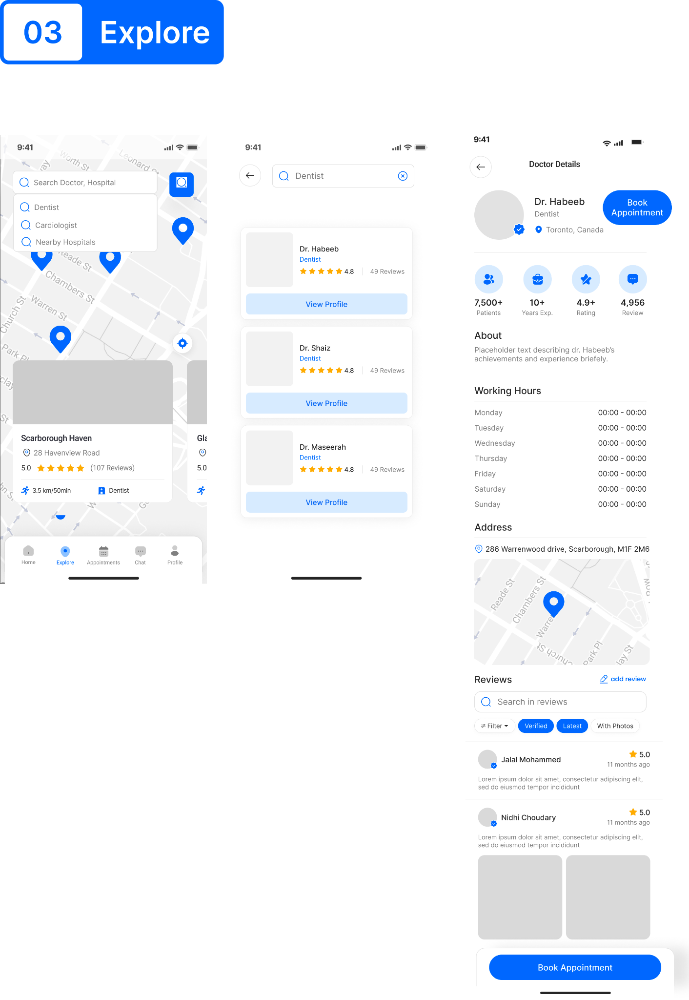 03 Explore
9:41
Worth St
Leonard St
ay
Search Doctor, Hospital
Dentist
Cardiologist
Nearby Hospitals
Reade St
Chambers St
Warren St
Church St
Park Pl
clay
St
Scarborough Haven
28 Havenview Road
5.0 (107 Reviews)
3.5 km/50min Dentist
Gla
5.0
hn St
W
Go
Home Explore Appointments Chat Profile
9:41
Dentist
Dr. Habeeb
Dentist
4.8 49 Reviews
View Profile
Dr. Shaiz
Dentist
4.8 49 Reviews
View Profile
Dr. Maseerah
Dentist
4.8 49 Reviews
View Profile
9:41
Doctor Details
Dr. Habeeb
Dentist
Toronto, Canada
Book
Appointment
7,500+ 10+ 4.9+ 4,956
Patients Years Exp. Rating Review
About
Placeholder text describing dr. Habeeb's
achievements and experience briefely.
Working Hours
Monday 00:00 - 00:00
Tuesday 00:00 - 00:00
Wednesday 00:00 - 00:00
Thursday 00:00 - 00:00
Friday 00:00 - 00:00
Saturday 00:00 - 00:00
Sunday 00:00 - 00:00
Address
286 Warrenwood drive, Scarborough, M1F 2M6
Reade St
Chambers St
Warre
Church St
Park Pl
lay St
Reviews add review
Search in reviews
Filter Verified Latest With Photos
Jalal Mohammed 5.0
11 months ago
Lorem ipsum dolor sit amet, consectetur adipiscing elit,
sed do eiusmod tempor incididunt
Nidhi Choudary 5.0
11 months ago
Lorem ipsum dolor sit amet, consectetur adipiscing elit,
sed do eiusmod tempor incididunt
Book Appointment